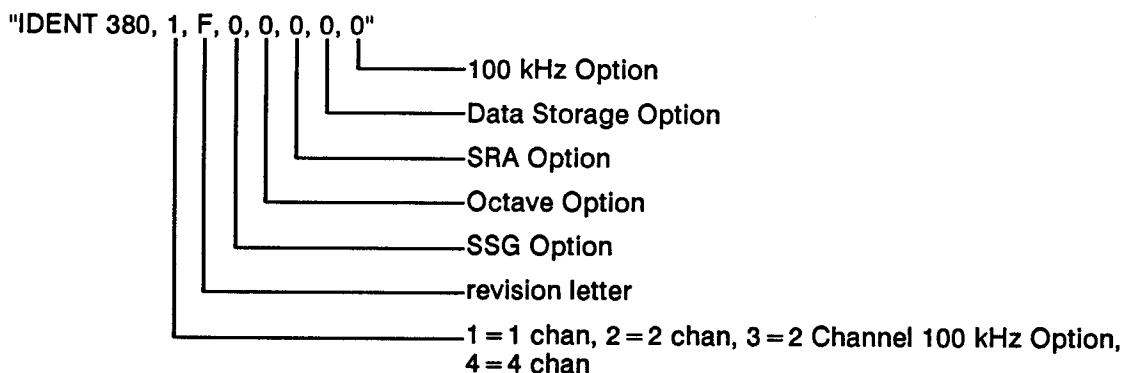 "IDENT 380, 1, F, 0, 0, 0, 0, 0"
100 kHz Option
Data Storage Option
SRA Option
Octave Option
SSG Option
revision letter
1 = 1 chan, 2 = 2 chan, 3 = 2 Channel 100 kHz Option,
4 = 4 chan